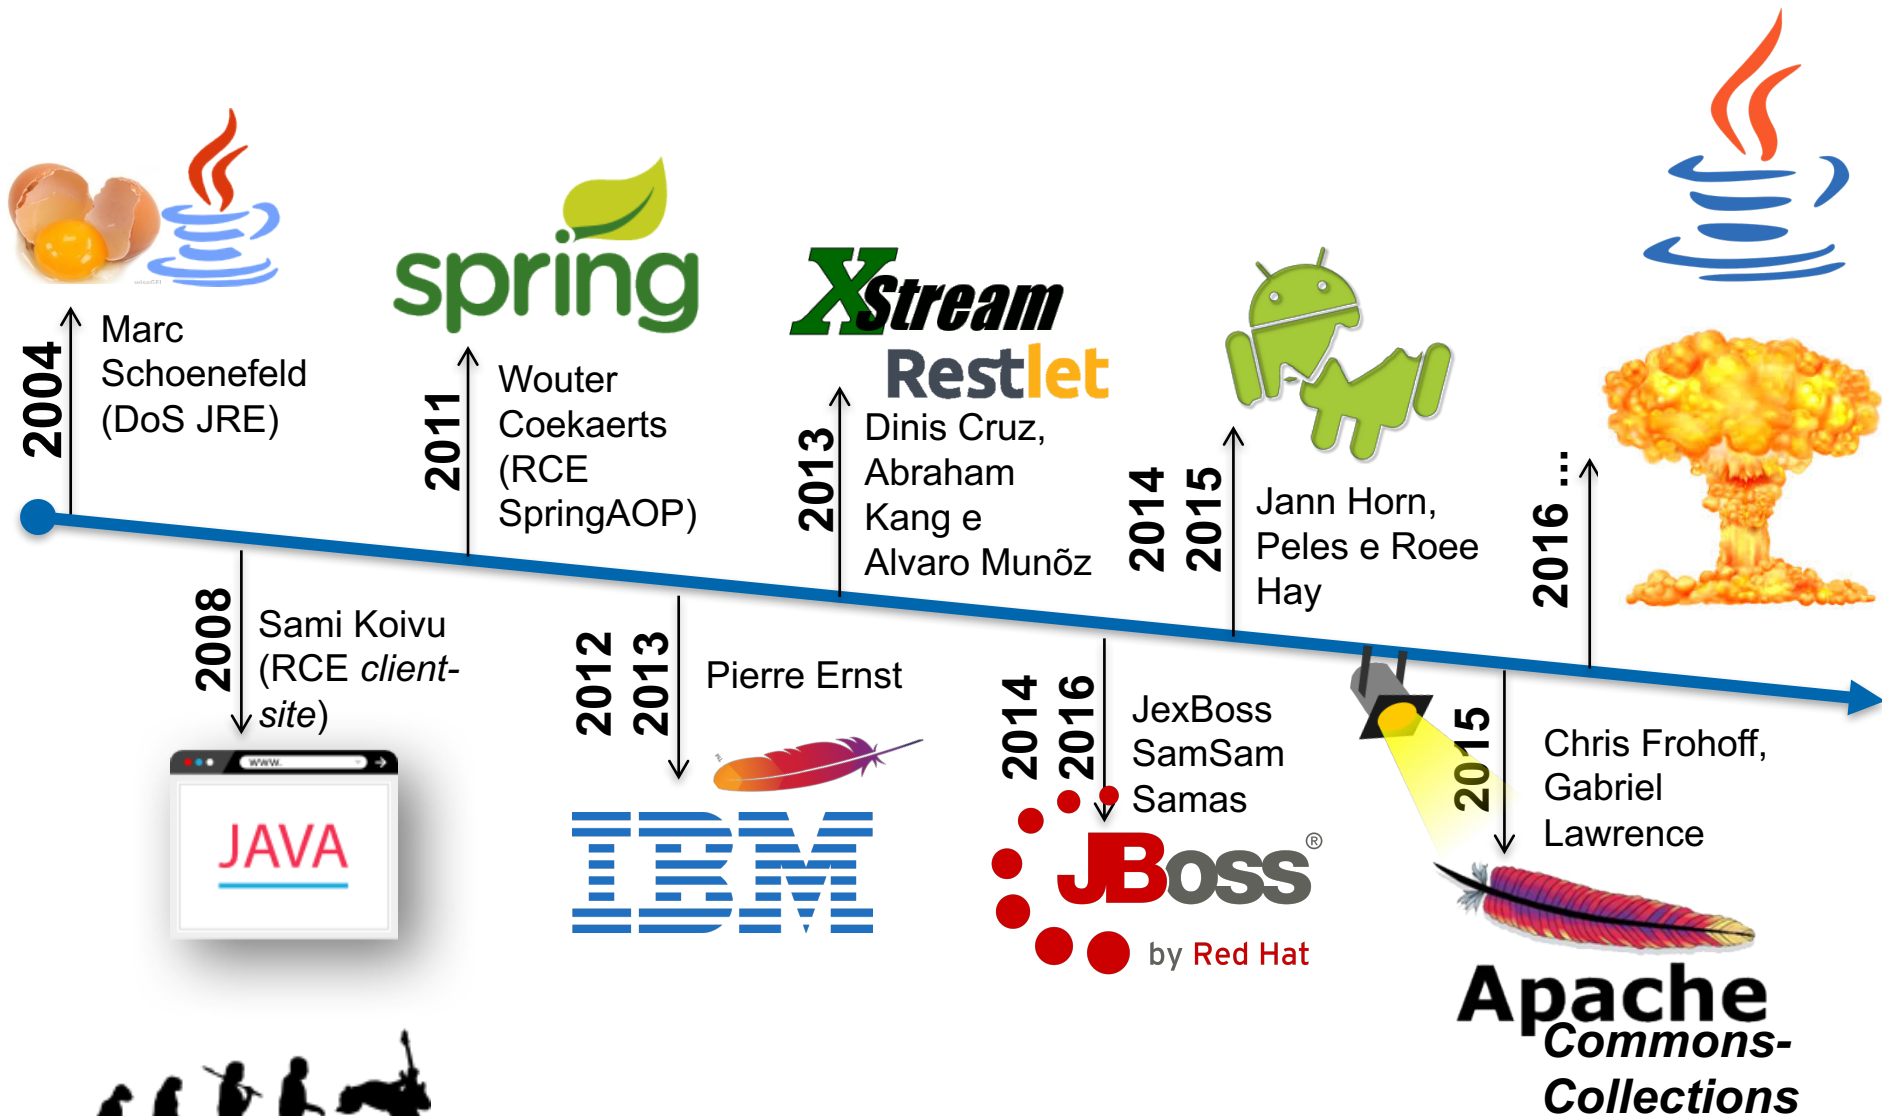 2004
Marc
Schoenefeld
(DoS JRE)
2008
Sami Koivu
(RCE client-
site)
www.
JAVA
spring
2011
Wouter
Coekaerts
(RCE
SpringAOP)
2012
2013
Pierre Ernst
IBM
XStream
Restlet
2013
Dinis Cruz,
Abraham
Kang e
Alvaro Munõz
2014
2016
JexBoss
SamSam
Samas
JBoss®
by Red Hat
2014
2015
Jann Horn,
Peles e Roee
Hay
2015
Chris Frohoff,
Gabriel
Lawrence
Apache
Commons-
Collections
2016 ...